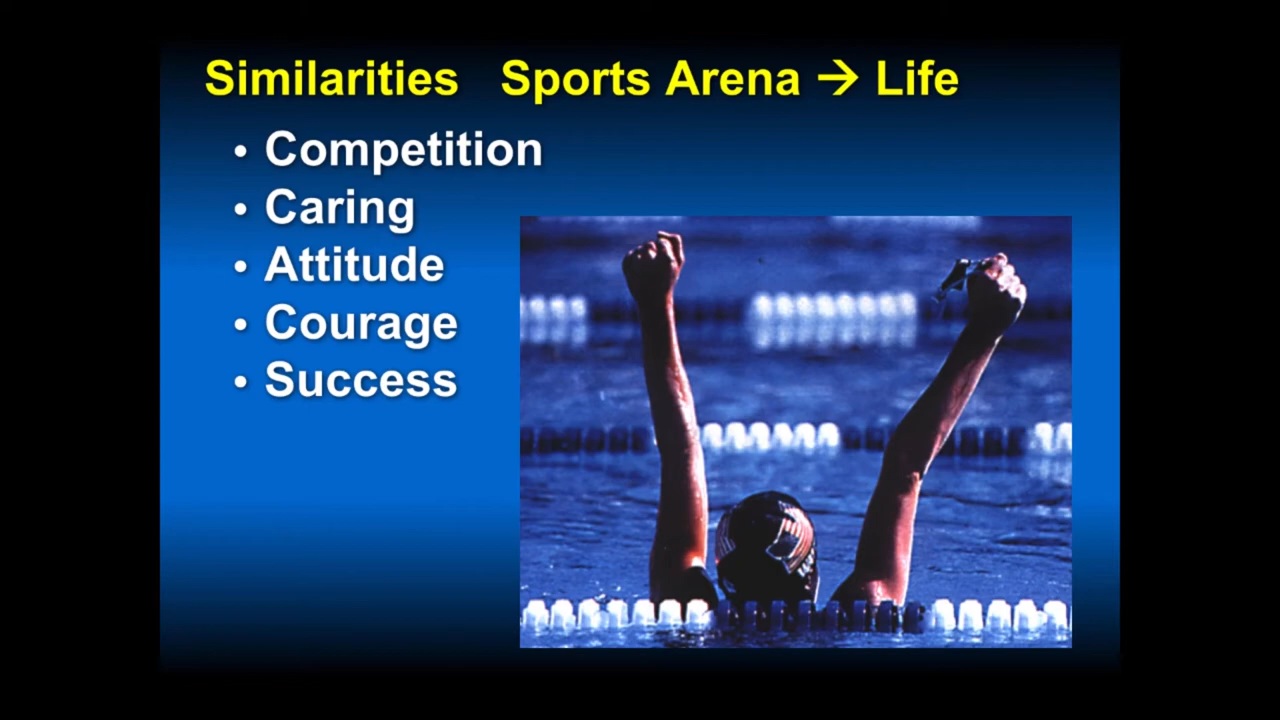 Similarities Sports Arena → Life
• Competition
• Caring
• Attitude
• Courage
• Success